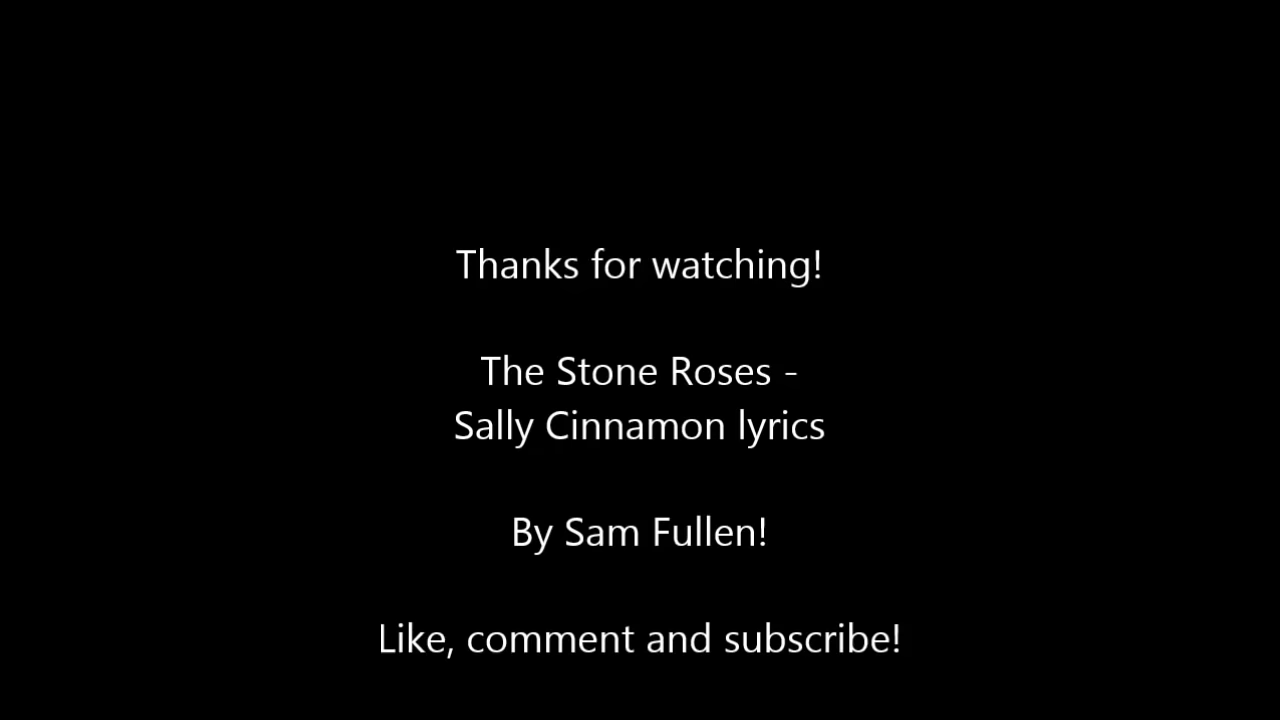 Thanks for watching!
The Stone Roses -
Sally Cinnamon lyrics
By Sam Fullen!
Like, comment and subscribe!